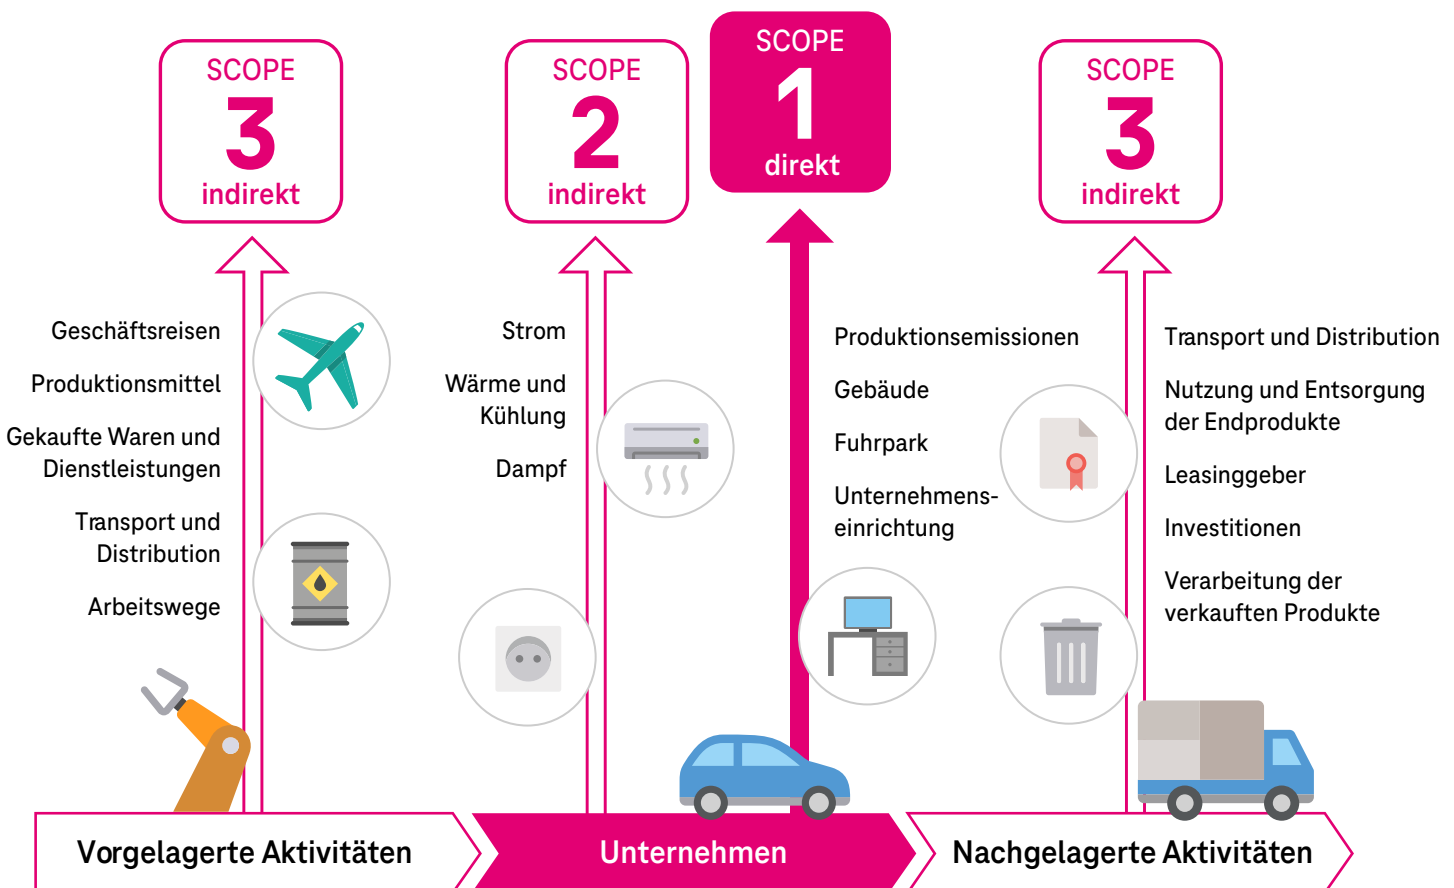 SCOPE
3
indirekt
Geschäftsreisen
Produktionsmittel
Gekaufte Waren und
Dienstleistungen
Transport und
Distribution
Arbeitswege
SCOPE
2
indirekt
Strom
Wärme und
Kühlung
Dampf
SCOPE
1
direkt
Produktionsemissionen
Gebäude
Fuhrpark
Unternehmens-
einrichtung
SCOPE
3
indirekt
Transport und Distribution
Nutzung und Entsorgung
der Endprodukte
Leasinggeber
Investitionen
Verarbeitung der
verkauften Produkte
Vorgelagerte Aktivitäten
Unternehmen
Nachgelagerte Aktivitäten